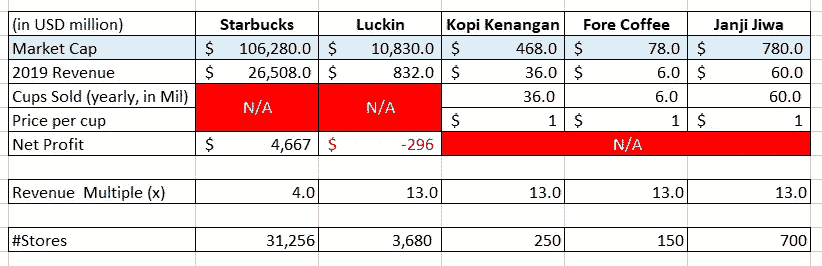 (in USD million) Starbucks Luckin Kopi Kenangan Fore Coffee Janji Jiwa
Market Cap $ 106,280.0 $ 10,830.0 $ 468.0 $ 78.0 $ 780.0
2019 Revenue $ 26,508.0 $ 832.0 $ 36.0 $ 6.0 $ 60.0
Cups Sold (yearly, in Mil) N/A N/A 36.0 6.0 60.0
Price per cup $ 1 $ 1 $ 1
Net Profit $ 4,667 $ -296 N/A
Revenue Multiple (x) 4.0 13.0 13.0 13.0 13.0
#Stores 31,256 3,680 250 150 700